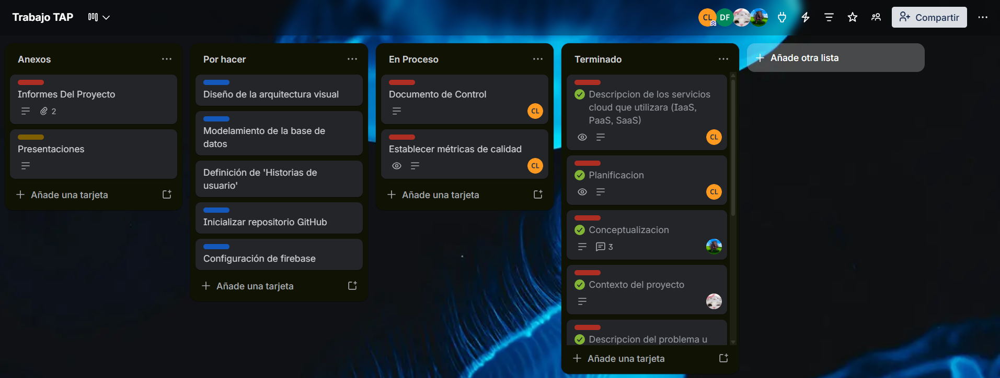 Trabajo TAP
CL
DF
Compartir
Anexos
Informes Del Proyecto
2
Presentaciones
Añade una tarjeta
Por hacer
Diseño de la arquitectura visual
Modelamiento de la base de
datos
Definición de 'Historias de
usuario'
Inicializar repositorio GitHub
Configuración de firebase
Añade una tarjeta
En Proceso
Documento de Control
CL
Establecer métricas de calidad
CL
Añade una tarjeta
Terminado
Descripcion de los servicios
cloud que utilizara (IaaS,
PaaS, SaaS)
CL
Planificacion
CL
Conceptualizacion
3
Contexto del proyecto
Descripcion del problema u
Añade una tarjeta
Añade otra lista